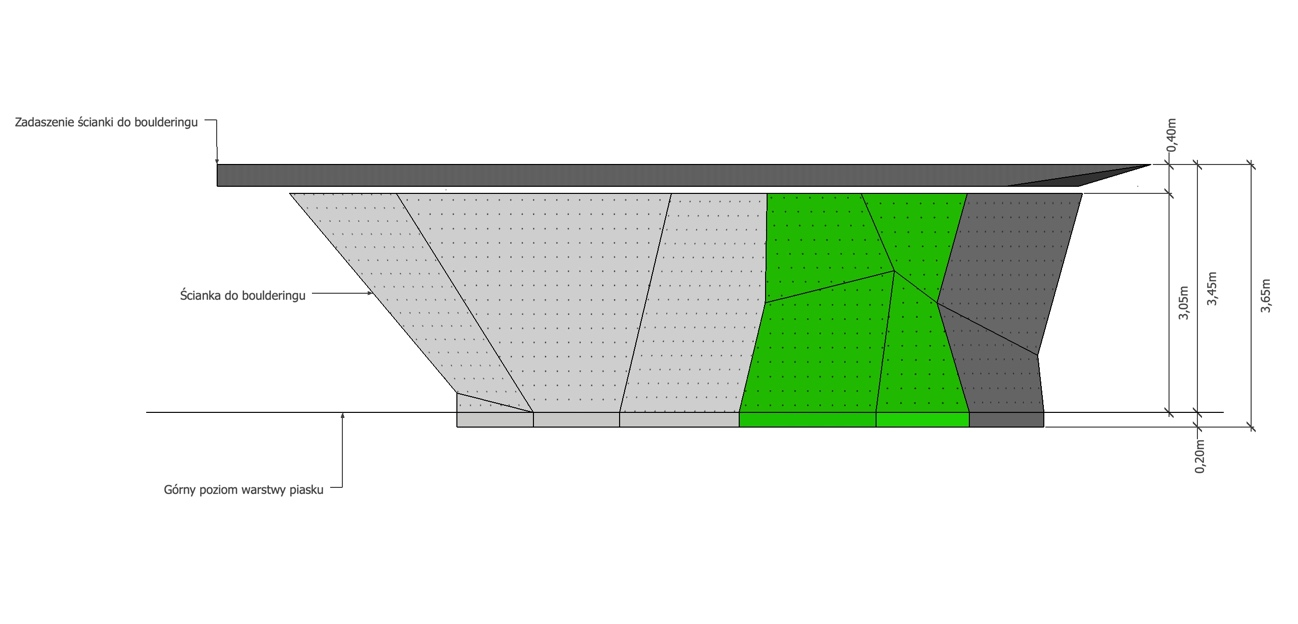 Zadaszenie ścianki do boulderingu
0,40m
Ścianka do boulderingu
3,05m
3,45m
3,65m
0,20m
Górny poziom warstwy piasku